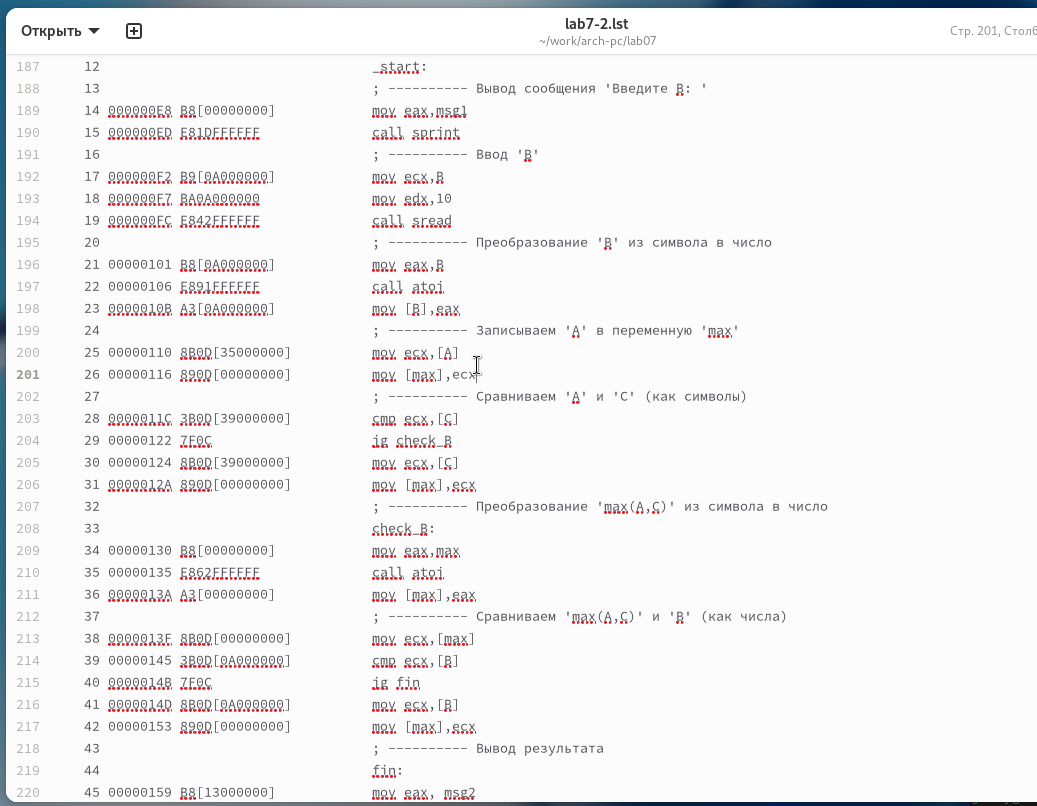 Открыть
lab7-2.lst
~/work/arch-pc/lab07
Стр. 201, Столб
187 12 _start:
188 13 ; ---------- Вывод сообщения 'Введите B: '
189 14 000000E8 B8[00000000] mov eax,msg1
190 15 000000ED E81DFFFFFF call sprint
191 16 ; ---------- Ввод 'B'
192 17 000000F2 B9[0A000000] mov ecx,B
193 18 000000F7 BA0A000000 mov edx,10
194 19 000000FC E842FFFFFF call sread
195 20 ; ---------- Преобразование 'B' из символа в число
196 21 00000101 B8[0A000000] mov eax,B
197 22 00000106 E891FFFFFF call atoi
198 23 0000010B A3[0A000000] mov [B],eax
199 24 ; ---------- Записываем 'A' в переменную 'max'
200 25 00000110 8B0D[35000000] mov ecx,[A]
201 26 00000116 890D[00000000] mov [max],ecx
202 27 ; ---------- Сравниваем 'A' и 'С' (как символы)
203 28 0000011C 3B0D[39000000] cmp ecx,[C]
204 29 00000122 7F0C jg check_B
205 30 00000124 8B0D[39000000] mov ecx,[C]
206 31 0000012A 890D[00000000] mov [max],ecx
207 32 ; ---------- Преобразование 'max(A,C)' из символа в число
208 33 check_B:
209 34 00000130 B8[00000000] mov eax,max
210 35 00000135 E862FFFFFF call atoi
211 36 0000013A A3[00000000] mov [max],eax
212 37 ; ---------- Сравниваем 'max(A,C)' и 'B' (как числа)
213 38 0000013F 8B0D[00000000] mov ecx,[max]
214 39 00000145 3B0D[0A000000] cmp ecx,[B]
215 40 0000014B 7F0C jg fin
216 41 0000014D 8B0D[0A000000] mov ecx,[B]
217 42 00000153 890D[00000000] mov [max],ecx
218 43 ; ---------- Вывод результата
219 44 fin:
220 45 00000159 B8[13000000] mov eax, msg2